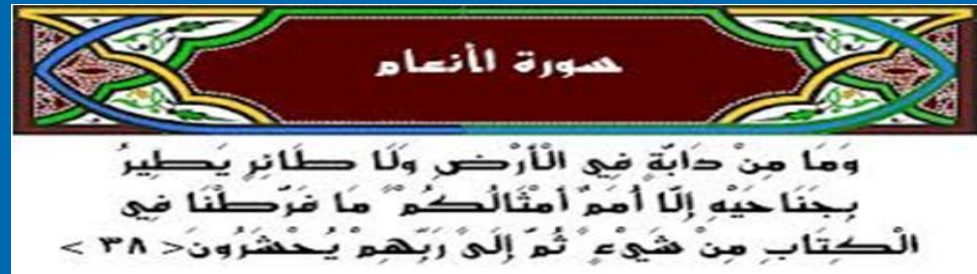 سورة الأنعام
وَمَا مِنْ دَابَّةٍ فِي الْأَرْضِ وَلَا طَائِرٍ يَطِيرُ
بِجَنَاحَيْهِ إِلَّا أُمَمٌ أَمْثَالُكُمْ مَا فَرَّطْنَا فِي
الْكِتَابِ مِنْ شَيْءٍ ثُمَّ إِلَىٰ رَبِّهِمْ يُحْشَرُونَ< ٣٨ >